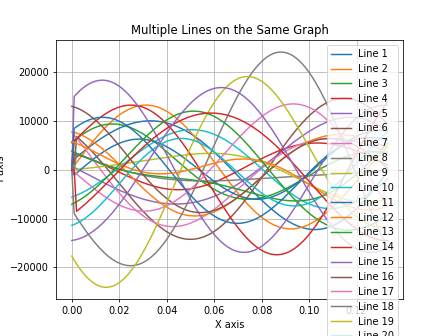 Multiple Lines on the Same Graph
20000
10000
0
−10000
−20000
0.00
0.02
0.04
0.06
0.08
0.10
X axis
Line 1
Line 2
Line 3
Line 4
Line 5
Line 6
Line 7
Line 8
Line 9
Line 10
Line 11
Line 12
Line 13
Line 14
Line 15
Line 16
Line 17
Line 18
Line 19
Line 20